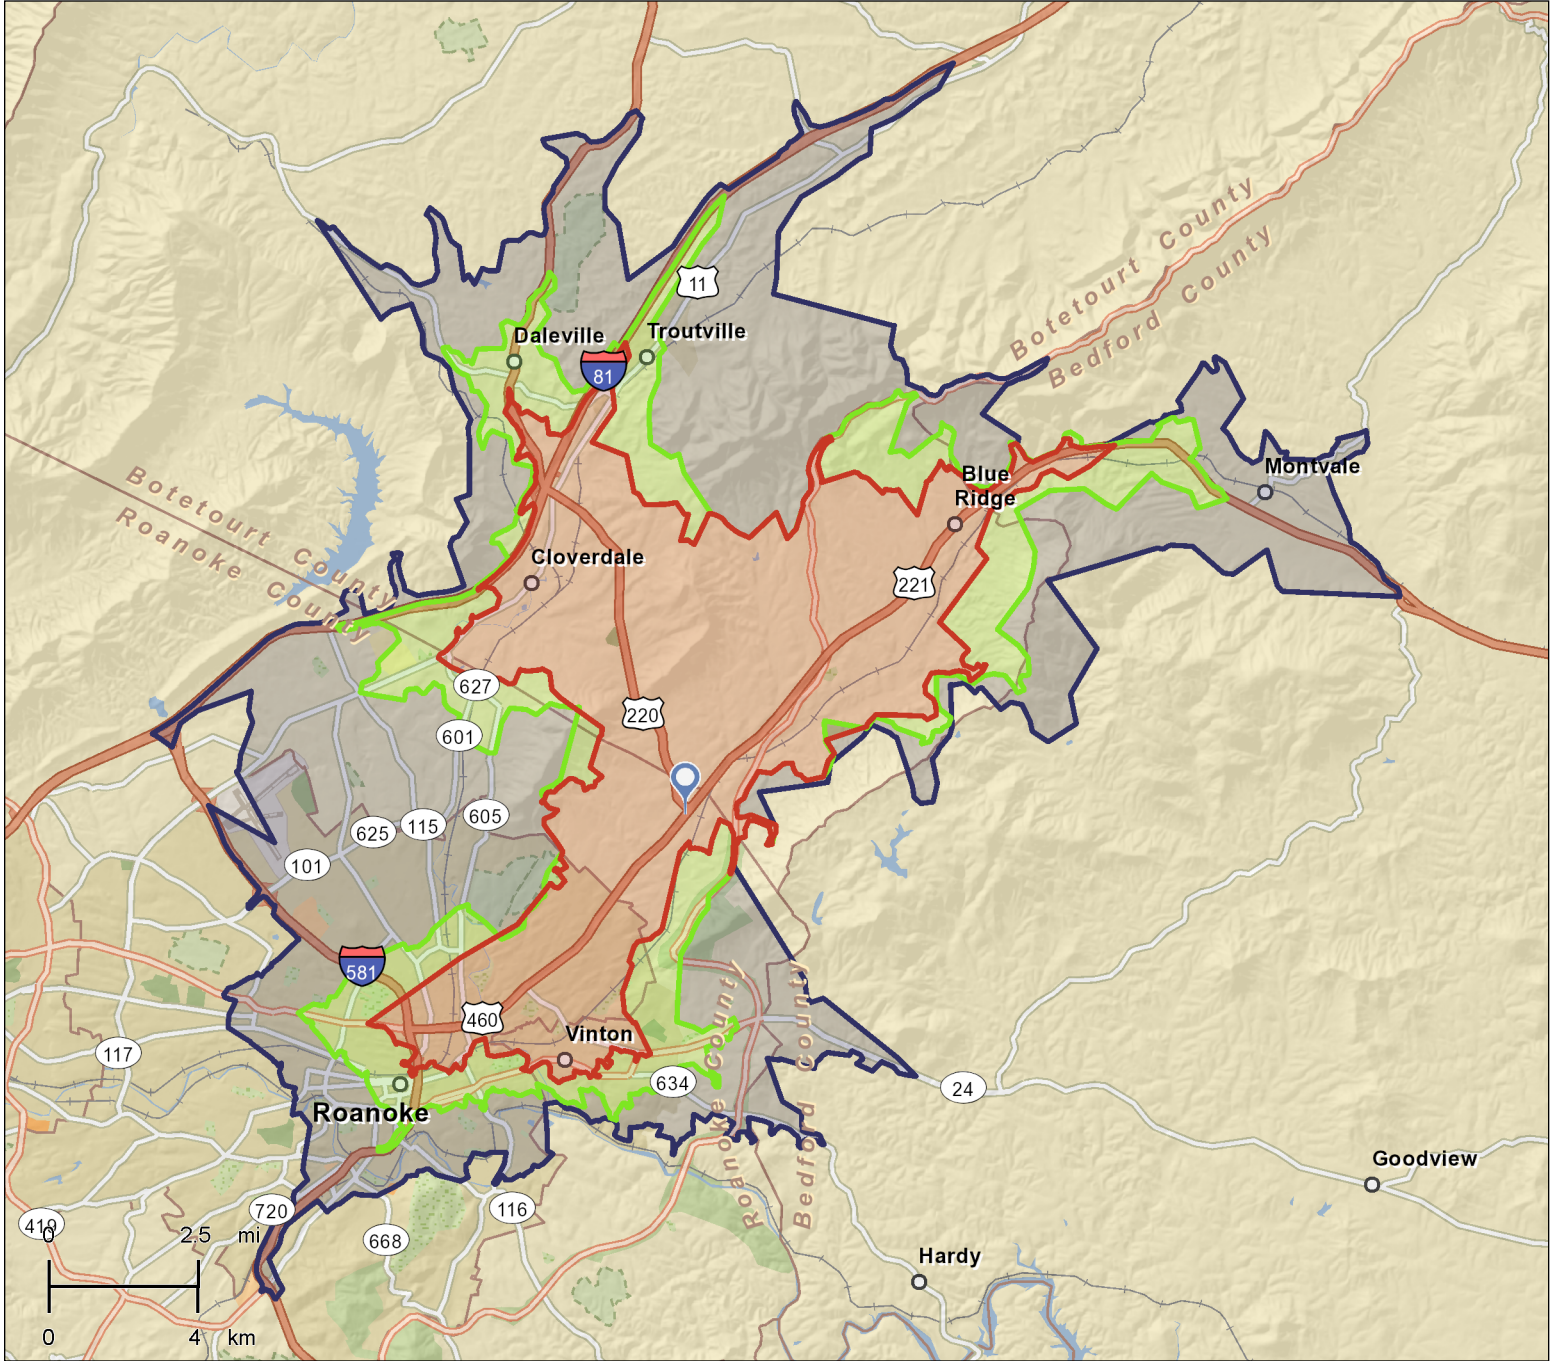 11
Daleville
Troutville
81
Botetourt County
Bedford County
Montvale
Blue
Ridge
Botetourt County
Roanoke County
Cloverdale
221
627
220
601
605
115
625
101
581
460
Vinton
117
634
24
Roanoke
Roanoke County
Bedford County
Goodview
116
720
419
668
Hardy
0 2.5 mi
0 4 km